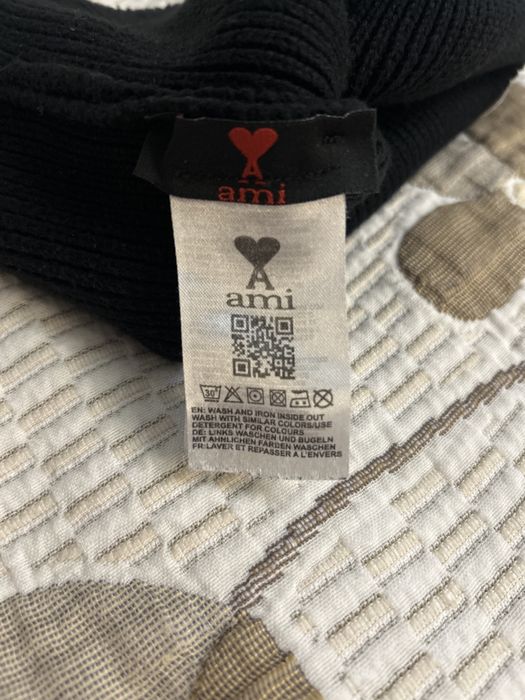 A
ami
A
ami
30°
EN: WASH AND IRON INSIDE OUT
WASH WITH SIMILAR COLORS/USE
DETERGENT FOR COLOURS
DE: LINKS WASCHEN UND BUGELN
MIT AHNLICHEN FARBEN WASCHEN
FR:LAVER ET REPASSER A L'ENVERS